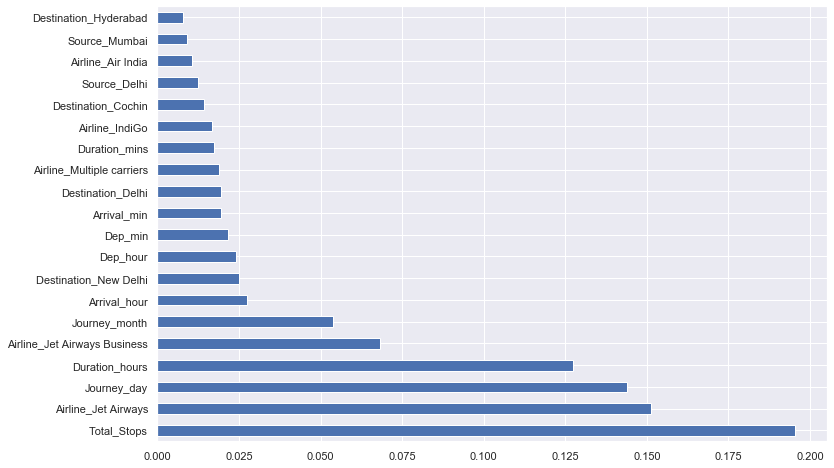 Destination_Hyderabad
Source_Mumbai
Airline_Air India
Source_Delhi
Destination_Cochin
Airline_IndiGo
Duration_mins
Airline_Multiple carriers
Destination_Delhi
Arrival_min
Dep_min
Dep_hour
Destination_New Delhi
Arrival_hour
Journey_month
Airline_Jet Airways Business
Duration_hours
Journey_day
Airline_Jet Airways
Total_Stops
0.000 0.025 0.050 0.075 0.100 0.125 0.150 0.175 0.200